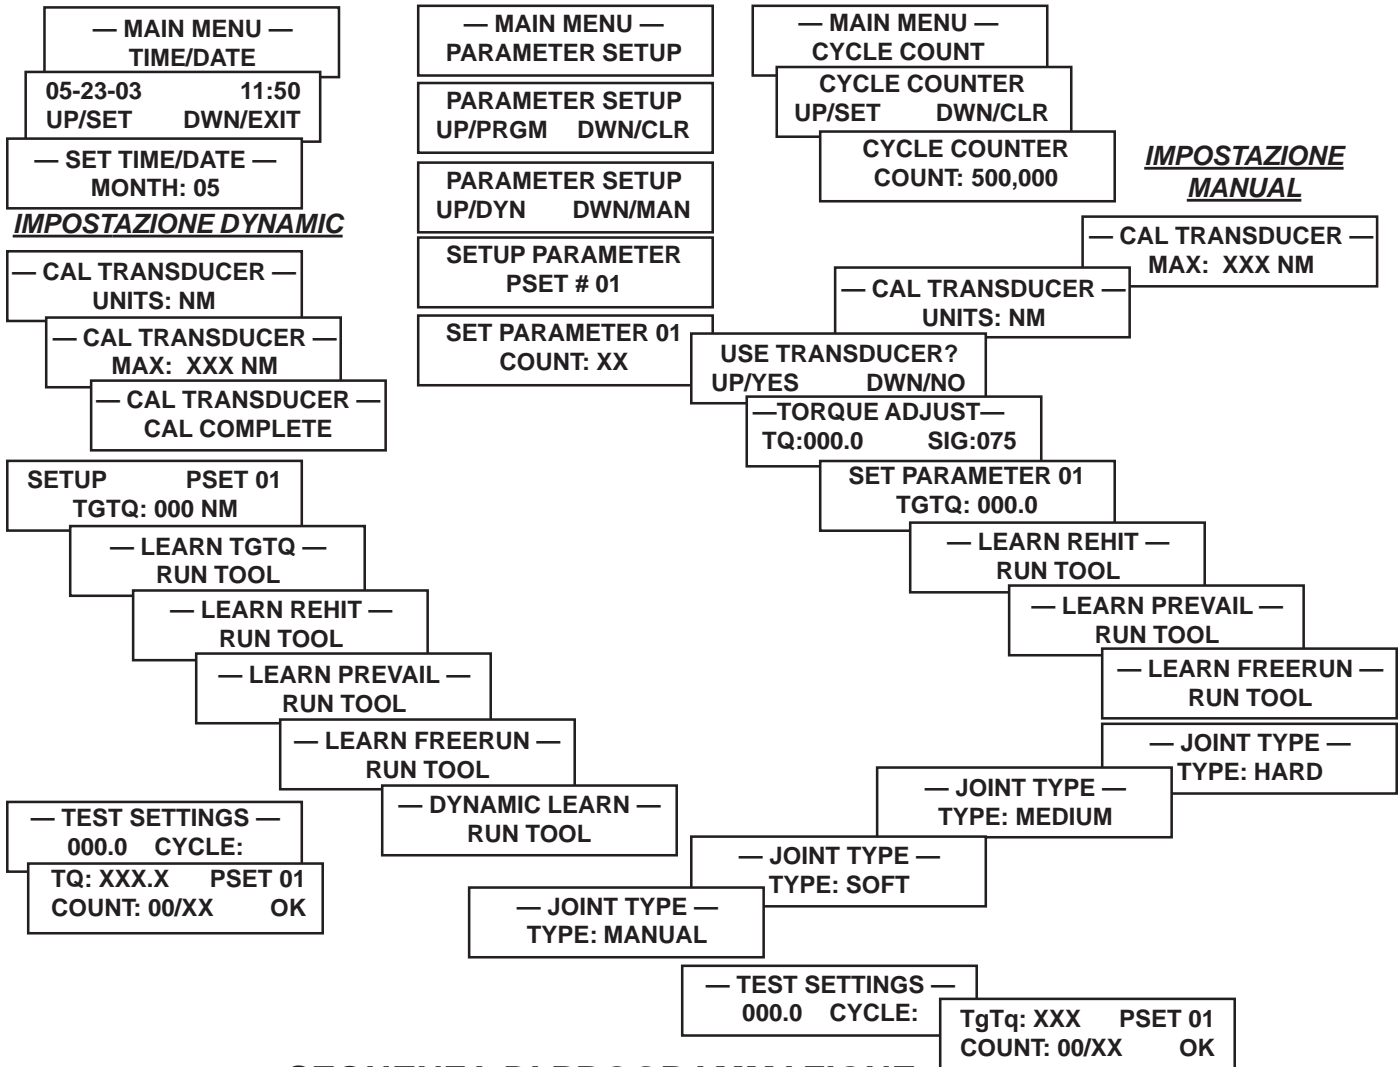 — MAIN MENU —
TIME/DATE
05-23-03 11:50
UP/SET DWN/EXIT
— SET TIME/DATE —
MONTH: 05
IMPOSTAZIONE DYNAMIC
— CAL TRANSDUCER —
UNITS: NM
— CAL TRANSDUCER —
MAX: XXX NM
— CAL TRANSDUCER —
CAL COMPLETE
SETUP PSET 01
TGTQ: 000 NM
— LEARN TGTQ —
RUN TOOL
— LEARN REHIT —
RUN TOOL
— LEARN PREVAIL —
RUN TOOL
— LEARN FREERUN —
RUN TOOL
— DYNAMIC LEARN —
RUN TOOL
— TEST SETTINGS —
000.0 CYCLE:
TQ: XXX.X PSET 01
COUNT: 00/XX OK
— MAIN MENU —
PARAMETER SETUP
PARAMETER SETUP
UP/PRGM DWN/CLR
PARAMETER SETUP
UP/DYN DWN/MAN
SETUP PARAMETER
PSET # 01
SET PARAMETER 01
COUNT: XX
— MAIN MENU —
CYCLE COUNT
CYCLE COUNTER
UP/SET DWN/CLR
CYCLE COUNTER
COUNT: 500,000
IMPOSTAZIONE
MANUAL
— CAL TRANSDUCER —
MAX: XXX NM
— CAL TRANSDUCER —
UNITS: NM
USE TRANSDUCER?
UP/YES DWN/NO
—TORQUE ADJUST—
TQ:000.0 SIG:075
SET PARAMETER 01
TGTQ: 000.0
— LEARN REHIT —
RUN TOOL
— LEARN PREVAIL —
RUN TOOL
— LEARN FREERUN —
RUN TOOL
— JOINT TYPE —
TYPE: HARD
— JOINT TYPE —
TYPE: MEDIUM
— JOINT TYPE —
TYPE: SOFT
— JOINT TYPE —
TYPE: MANUAL
— TEST SETTINGS —
000.0 CYCLE:
TgTq: XXX PSET 01
COUNT: 00/XX OK
SEQUENZA DI PROGRAMMAZIONE